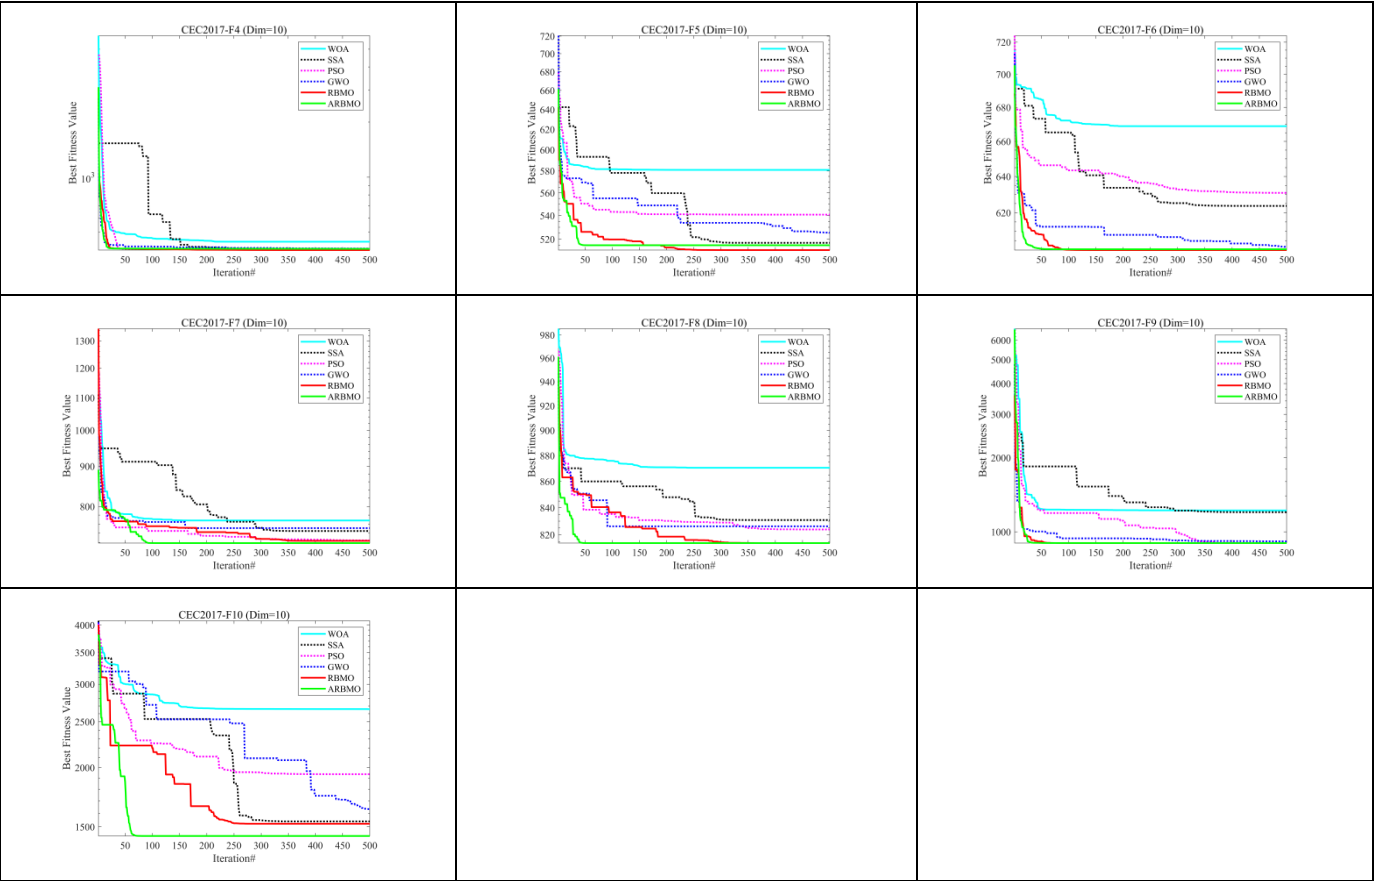 CEC2017-F4 (Dim=10)
Best Fitness Value
10³
WOA
SSA
PSO
GWO
RBMO
ARBMO
50 100 150 200 250 300 350 400 450 500
Iteration#
CEC2017-F5 (Dim=10)
Best Fitness Value
720
700
680
660
640
620
600
580
560
540
520
WOA
SSA
PSO
GWO
RBMO
ARBMO
50 100 150 200 250 300 350 400 450 500
Iteration#
CEC2017-F6 (Dim=10)
Best Fitness Value
720
700
680
660
640
620
WOA
SSA
PSO
GWO
RBMO
ARBMO
50 100 150 200 250 300 350 400 450 500
Iteration#
CEC2017-F7 (Dim=10)
Best Fitness Value
1300
1200
1100
1000
900
800
WOA
SSA
PSO
GWO
RBMO
ARBMO
50 100 150 200 250 300 350 400 450 500
Iteration#
CEC2017-F8 (Dim=10)
Best Fitness Value
980
960
940
920
900
880
860
840
820
WOA
SSA
PSO
GWO
RBMO
ARBMO
50 100 150 200 250 300 350 400 450 500
Iteration#
CEC2017-F9 (Dim=10)
Best Fitness Value
6000
5000
4000
3000
2000
1000
WOA
SSA
PSO
GWO
RBMO
ARBMO
50 100 150 200 250 300 350 400 450 500
Iteration#
CEC2017-F10 (Dim=10)
Best Fitness Value
4000
3500
3000
2500
2000
1500
WOA
SSA
PSO
GWO
RBMO
ARBMO
50 100 150 200 250 300 350 400 450 500
Iteration#